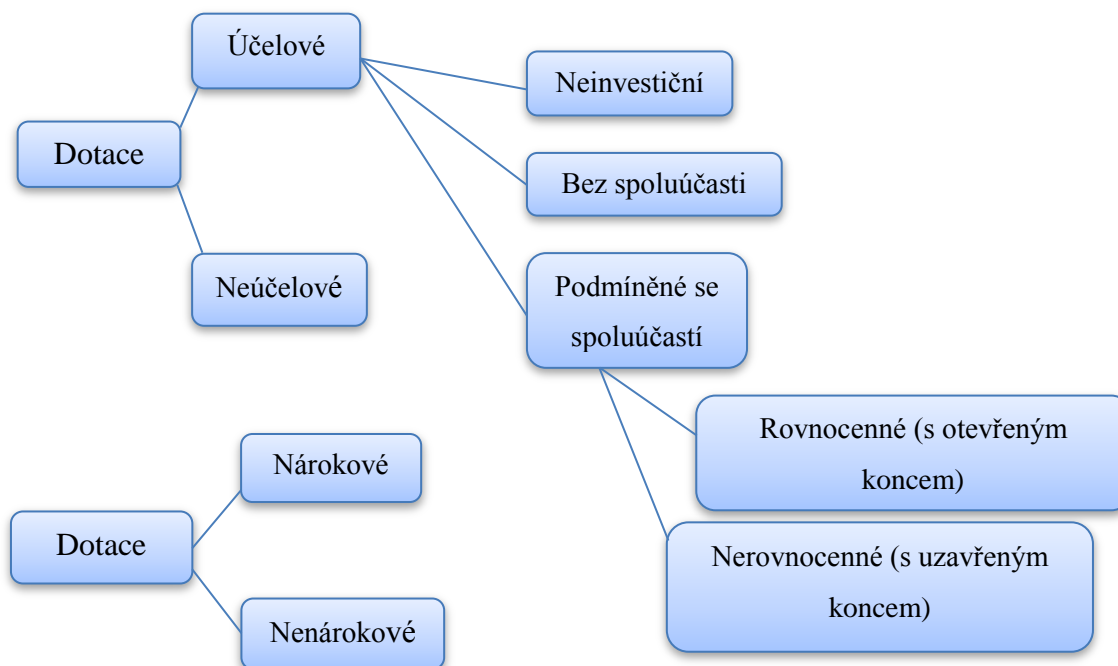 Účelové
Neinvestiční
Dotace
Bez spoluúčasti
Neúčelové
Podmíněné se
spoluúčastí
Rovnocenné (s otevřeným
koncem)
Nárokové
Dotace
Nerovnocenné (s uzavřeným
koncem)
Nenárokové